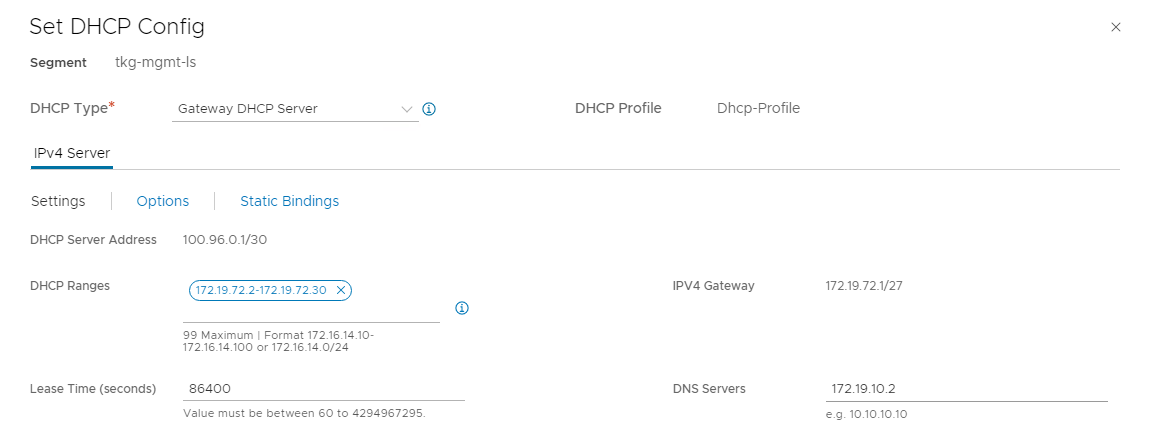 Set DHCP Config
Segment tkg-mgmt-ls
DHCP Type* Gateway DHCP Server DHCP Profile Dhcp-Profile
IPv4 Server
Settings Options Static Bindings
DHCP Server Address 100.96.0.1/30
DHCP Ranges 172.19.72.2-172.19.72.30 IPV4 Gateway 172.19.72.1/27
99 Maximum | Format 172.16.14.10-
172.16.14.100 or 172.16.14.0/24
Lease Time (seconds) 86400 DNS Servers 172.19.10.2
Value must be between 60 to 4294967295. e.g. 10.10.10.10